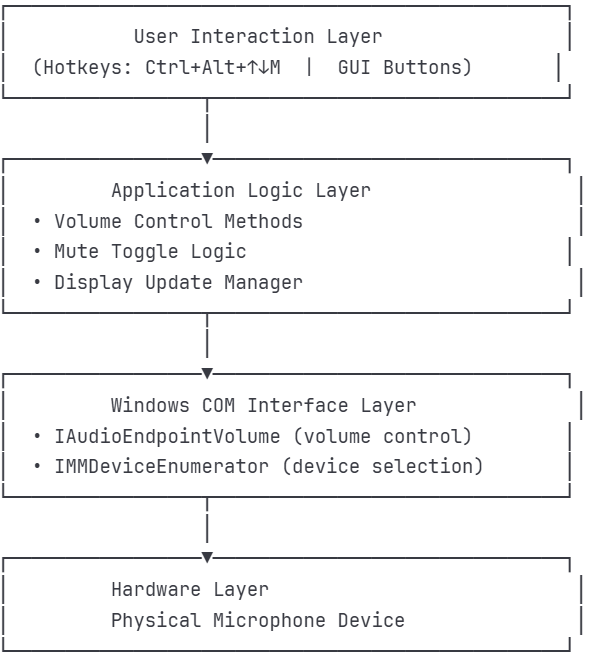 User Interaction Layer
(Hotkeys: Ctrl+Alt+↑↓M | GUI Buttons)
Application Logic Layer
• Volume Control Methods
• Mute Toggle Logic
• Display Update Manager
Windows COM Interface Layer
• IAudioEndpointVolume (volume control)
• IMMDeviceEnumerator (device selection)
Hardware Layer
Physical Microphone Device